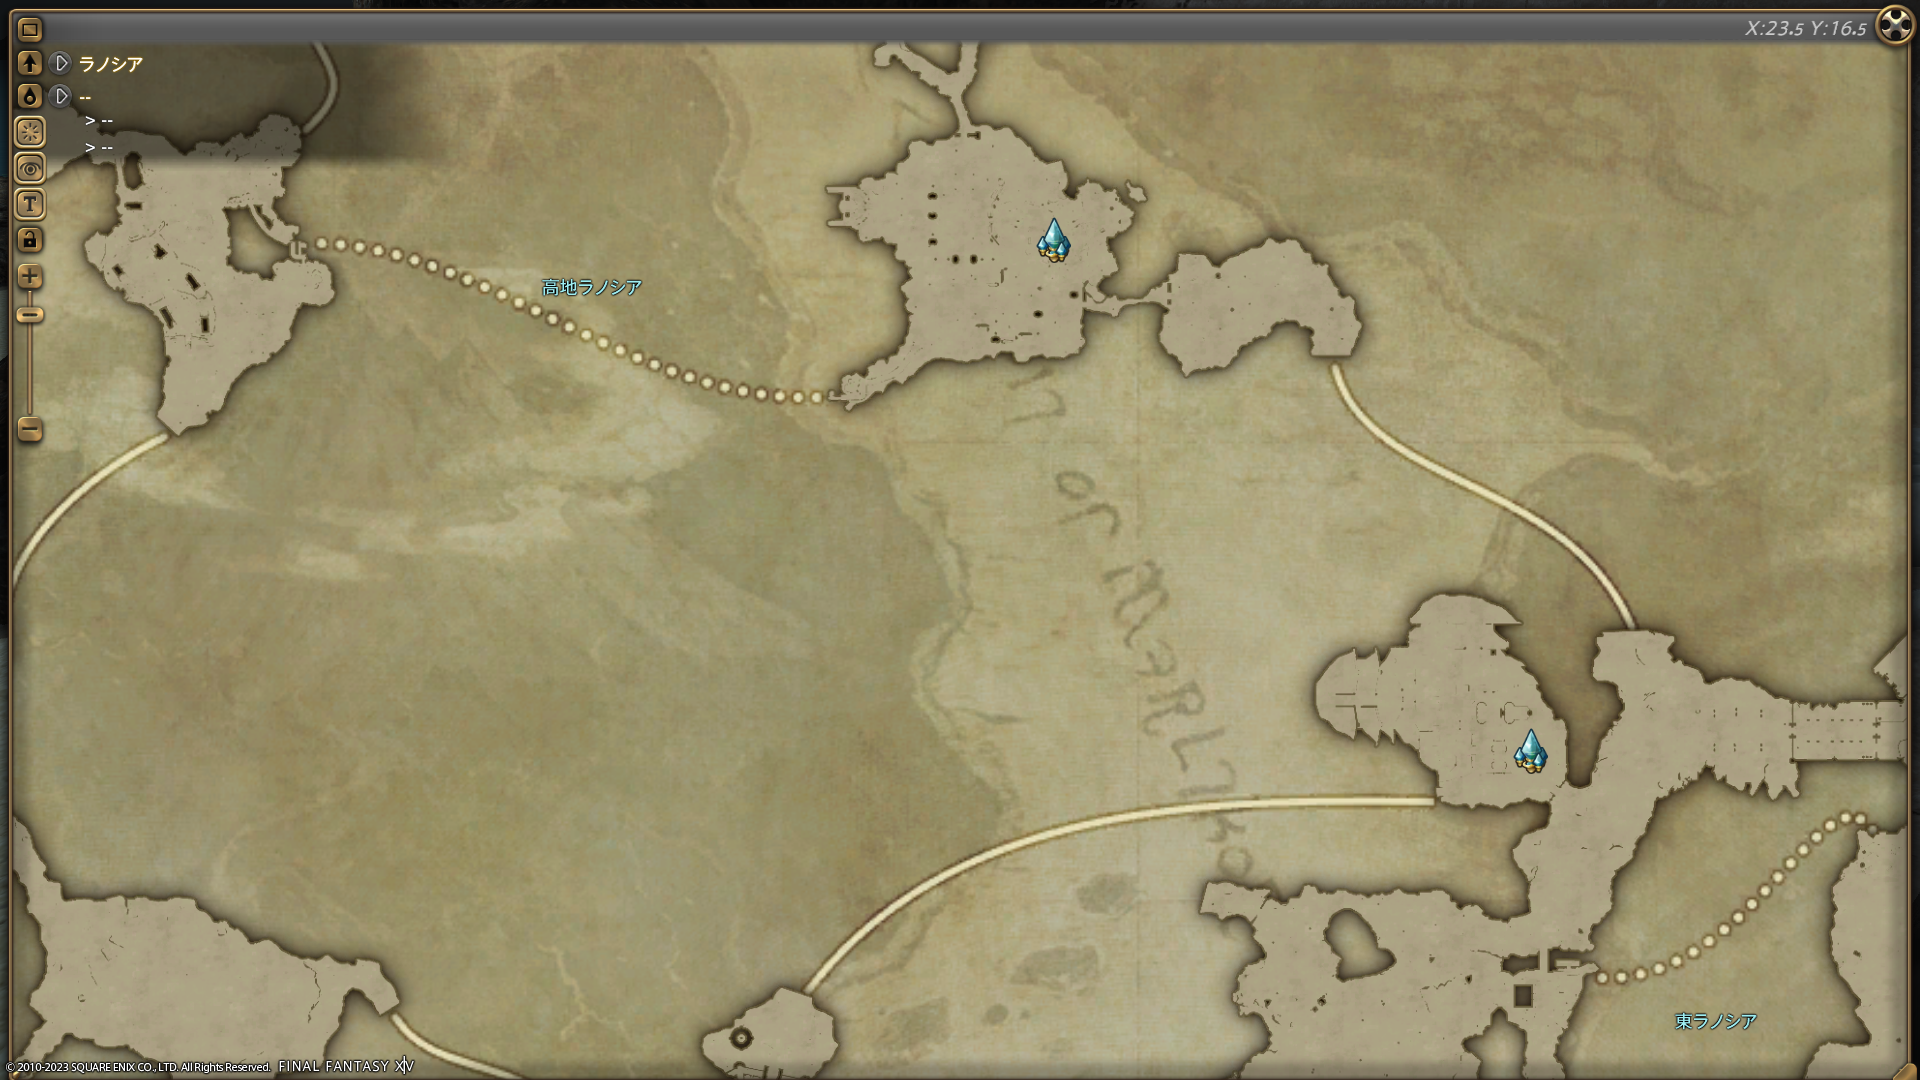 X:23.5 Y:16.5
ラノシア
--
> --
> --
T
高地ラノシア
n
or
東ラノシア
© 2010-2023 SQUARE ENIX CO., LTD. All Rights Reserved. FINAL FANTASY XIV